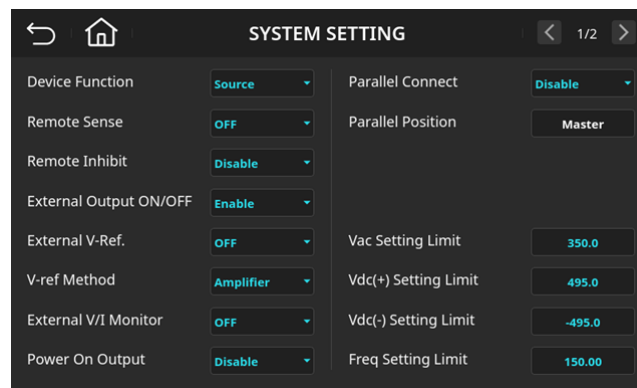 SYSTEM SETTING
1/2
Device Function
Source
Remote Sense
OFF
Remote Inhibit
Disable
External Output ON/OFF
Enable
External V-Ref.
OFF
V-ref Method
Amplifier
External V/I Monitor
OFF
Power On Output
Disable
Parallel Connect
Disable
Parallel Position
Master
Vac Setting Limit
350.0
Vdc(+) Setting Limit
495.0
Vdc(-) Setting Limit
-495.0
Freq Setting Limit
150.00